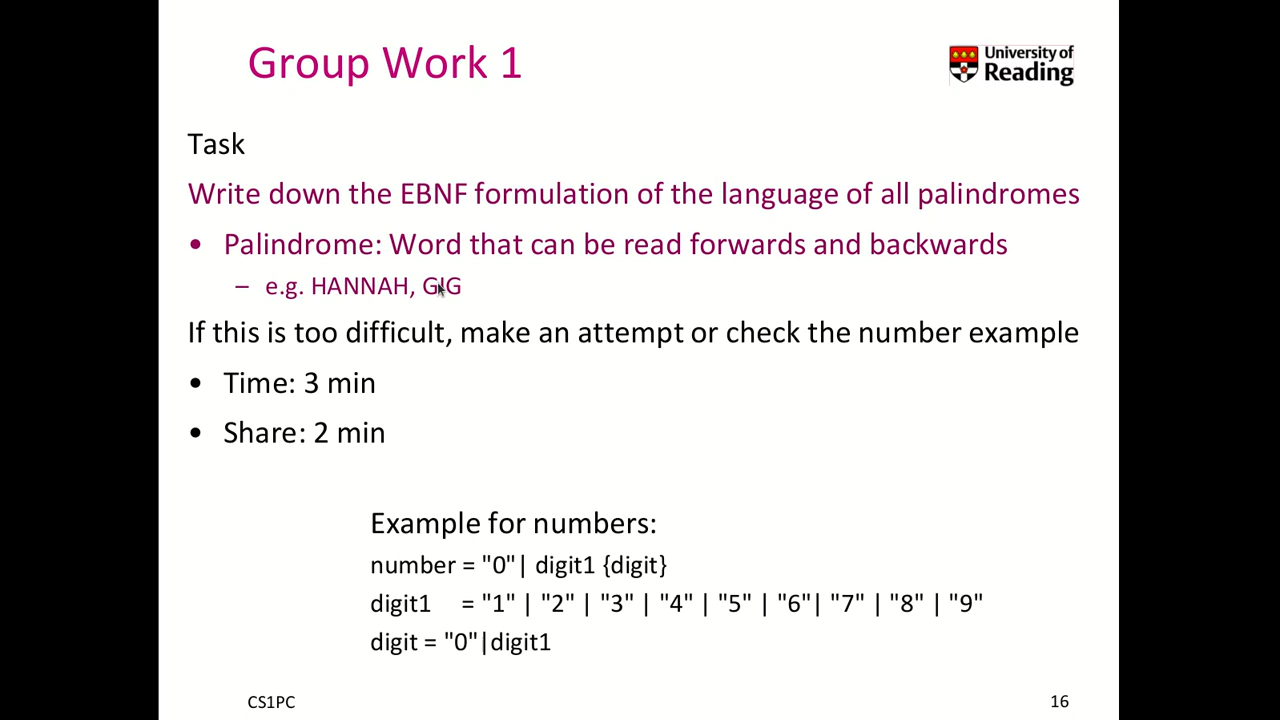 Group Work 1
University of
Reading
Task
Write down the EBNF formulation of the language of all palindromes
• Palindrome: Word that can be read forwards and backwards
– e.g. HANNAH, GIG
If this is too difficult, make an attempt or check the number example
• Time: 3 min
• Share: 2 min
Example for numbers:
number = "0"| digit1 {digit}
digit1 = "1" | "2" | "3" | "4" | "5" | "6"| "7" | "8" | "9"
digit = "0"|digit1
CS1PC
16